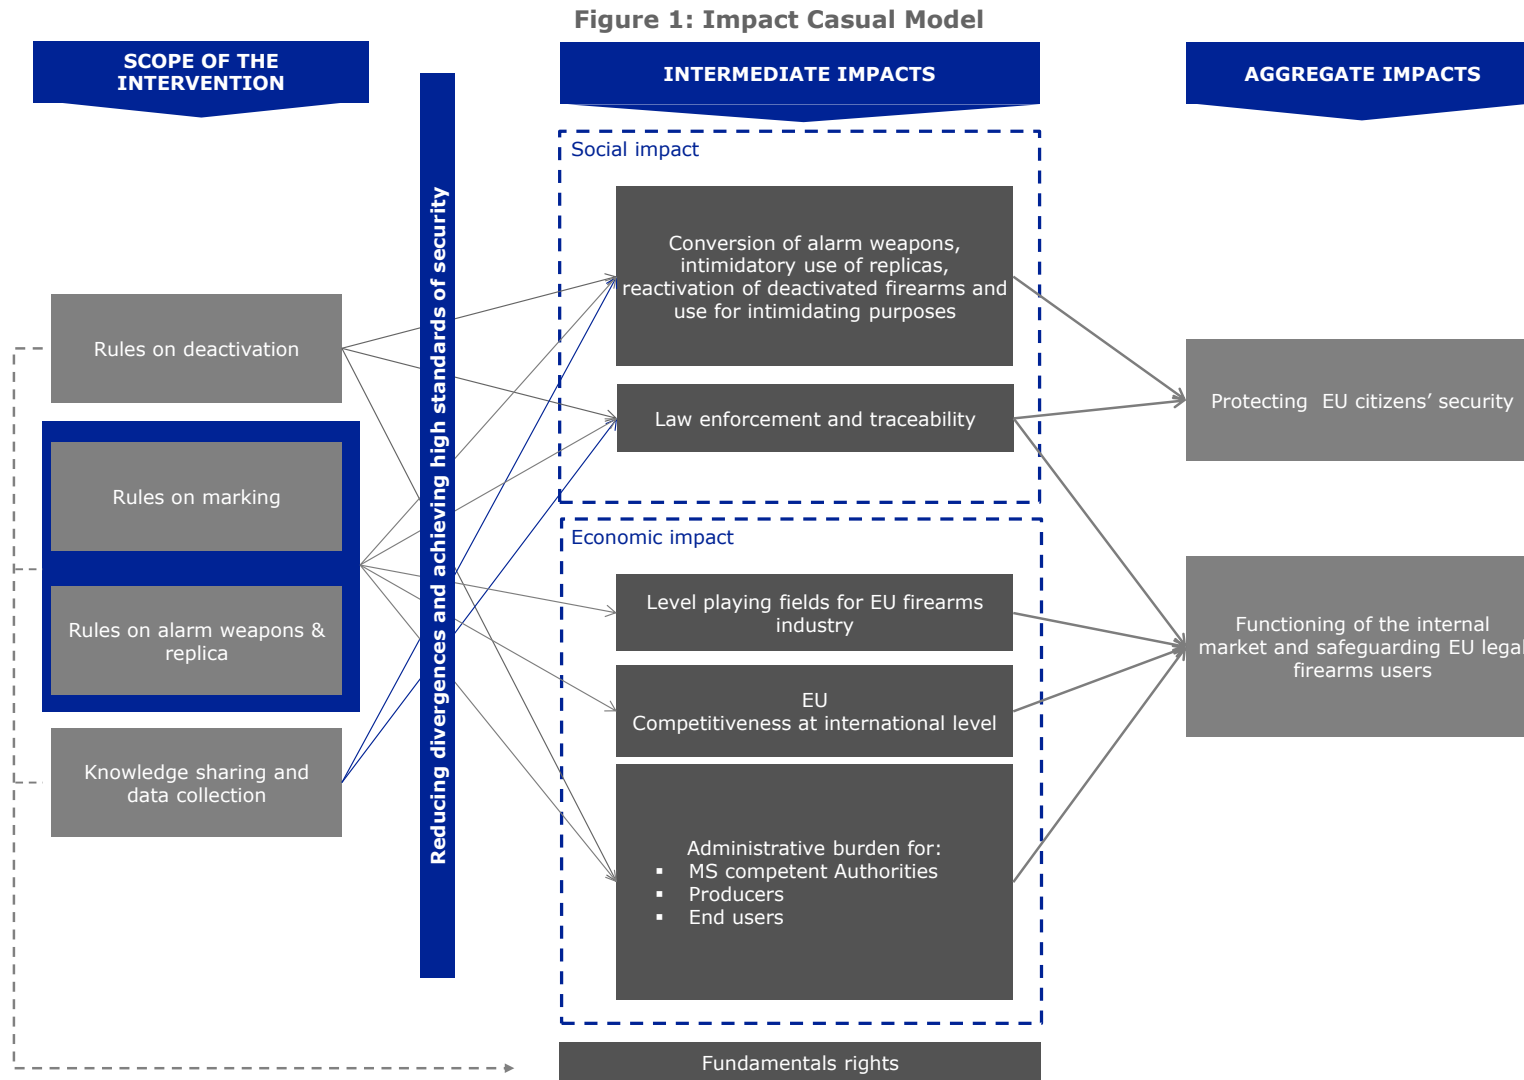 Figure 1: Impact Casual Model
SCOPE OF THE
INTERVENTION
INTERMEDIATE IMPACTS
AGGREGATE IMPACTS
Reducing divergences and achieving high standards of security
Rules on deactivation
Rules on marking
Rules on alarm weapons &
replica
Knowledge sharing and
data collection
Social impact
Conversion of alarm weapons,
intimidatory use of replicas,
reactivation of deactivated firearms and
use for intimidating purposes
Law enforcement and traceability
Economic impact
Level playing fields for EU firearms
industry
EU
Competitiveness at international level
Administrative burden for:
▪ MS competent Authorities
▪ Producers
▪ End users
Fundamentals rights
Protecting EU citizens’ security
Functioning of the internal
market and safeguarding EU legal
firearms users